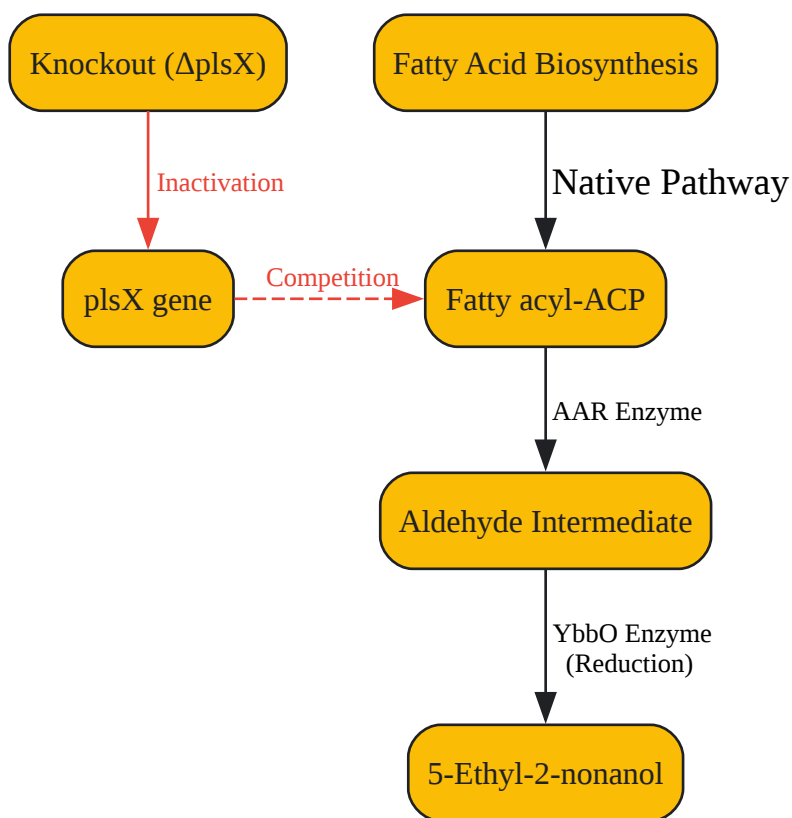 Knockout (ΔplsX)
Fatty Acid Biosynthesis
Inactivation
Native Pathway
plsX gene
Competition
Fatty acyl-ACP
AAR Enzyme
Aldehyde Intermediate
YbbO Enzyme
(Reduction)
5-Ethyl-2-nonanol